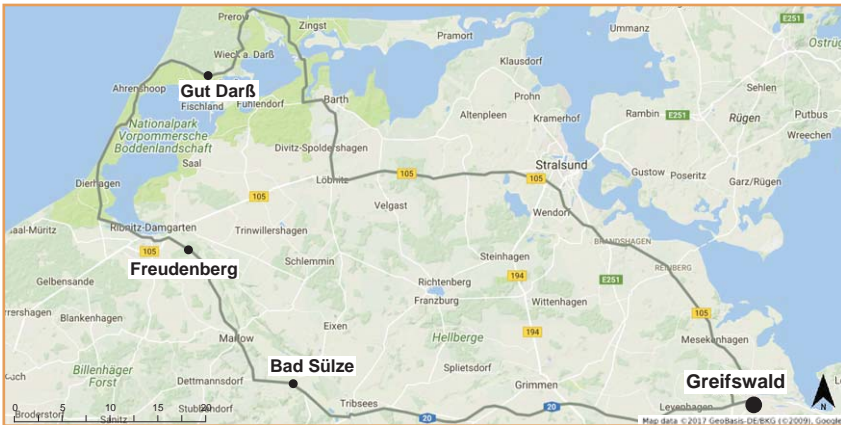 Prerow
Zingst
Pramort
E251
Wieck a. Darß
Klausdorf
Ummanz
Gut Darß
Sehlen
Ahrenshoop
Fischland
Fuhlendorf
Barth
Prohn
Rambin
E251
Putbus
Altenpleen
Kramerhof
Rügen
Wreechen
Nationalpark
Vorpommersche
Boddenlandschaft
Divitz-Spoldershagen
Saal
Stralsund
Löbnitz
105
Gustow
Poseritz
Garz/Rügen
Dierhagen
105
105
Velgast
Wendorf
Ribnitz-Damgarten
Trinwillershagen
BRANDSHAGEN
105
Steinhagen
Freudenberg
Schlemmin
REINBERG
Gelbensande
Richtenberg
194
E251
Franzburg
Wittenhagen
105
Blankenhagen
Eixen
194
Marlow
Hellberge
Mesekenhagen
Billenhäger
Forst
Bad Sülze
Splietsdorf
Greifswald
Dettmannsdorf
Grimmen
Tribsees
Stubbendorf
Levenhagen
N
0 5 10 15 20
Sanitz
20
20
Map data ©2017 GeoBasis-DE/BKG (©2009), Google